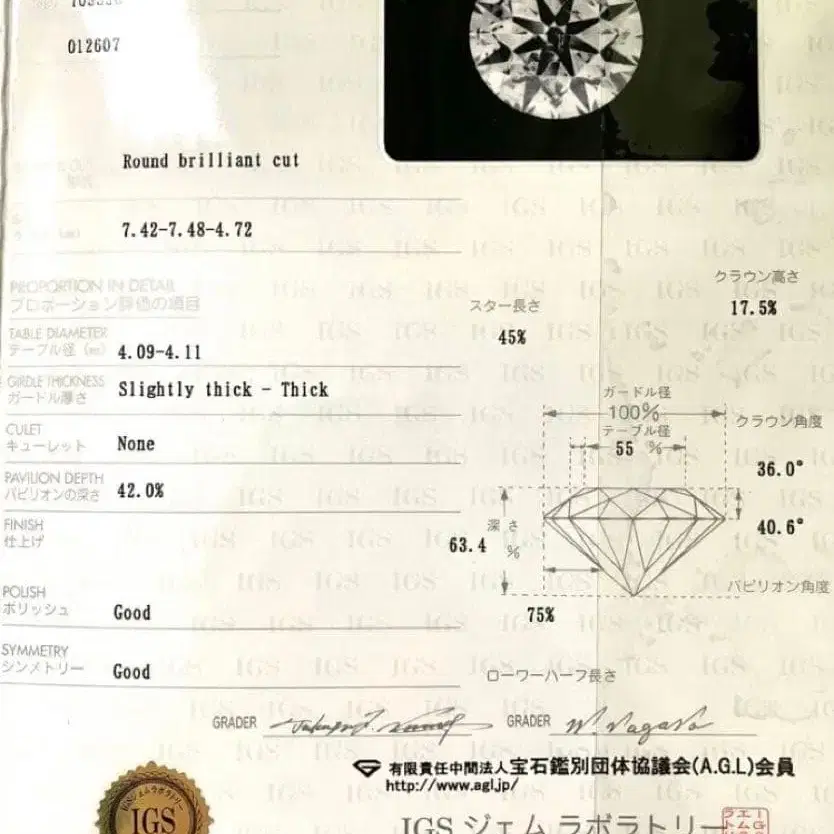 012607
Round brilliant cut
7.42-7.48-4.72
PROPORTION IN DETAIL
プロポーション評価の項目
TABLE DIAMETER
テーブル径 (㎜) 4.09-4.11
GIRDLE THICKNESS
ガードル厚さ Slightly thick - Thick
CULET
キューレット None
PAVILION DEPTH
パビリオンの深さ 42.0%
FINISH
仕上げ
POLISH
ポリッシュ Good
SYMMETRY
シンメトリー Good
クラウン高さ
17.5%
スター長さ
45%
ガードル径
100%
テーブル径
55 %
クラウン角度
36.0°
40.6°
パビリオン角度
深さ
63.4 %
75%
ローワーハーフ長さ
GRADER GRADER
有限責任中間法人宝石鑑別団体協議会(A.G.L)会員
http://www.agl.jp/
IGS ジェム ラボラトリー
IGS